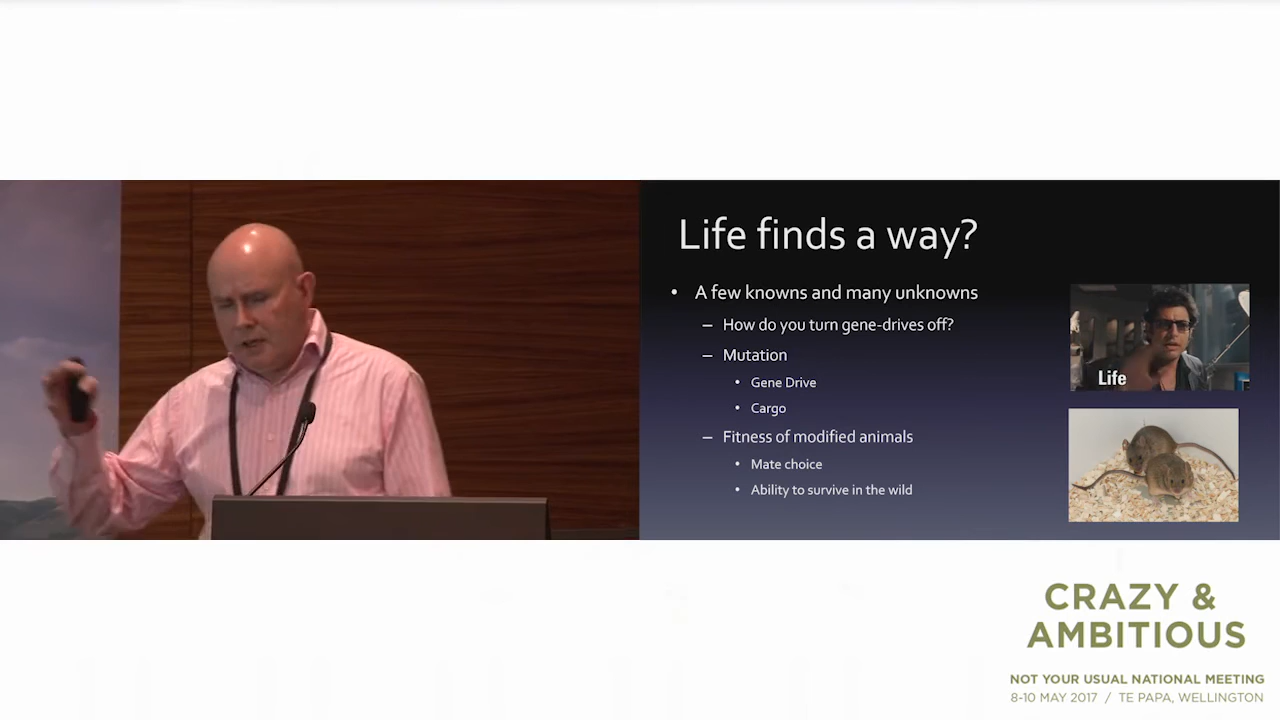 Life finds a way?
• A few knowns and many unknowns
– How do you turn gene-drives off?
– Mutation
• Gene Drive
• Cargo
– Fitness of modified animals
• Mate choice
• Ability to survive in the wild
Life
CRAZY &
AMBITIOUS
NOT YOUR USUAL NATIONAL MEETING
8-10 MAY 2017 / TE PAPA, WELLINGTON